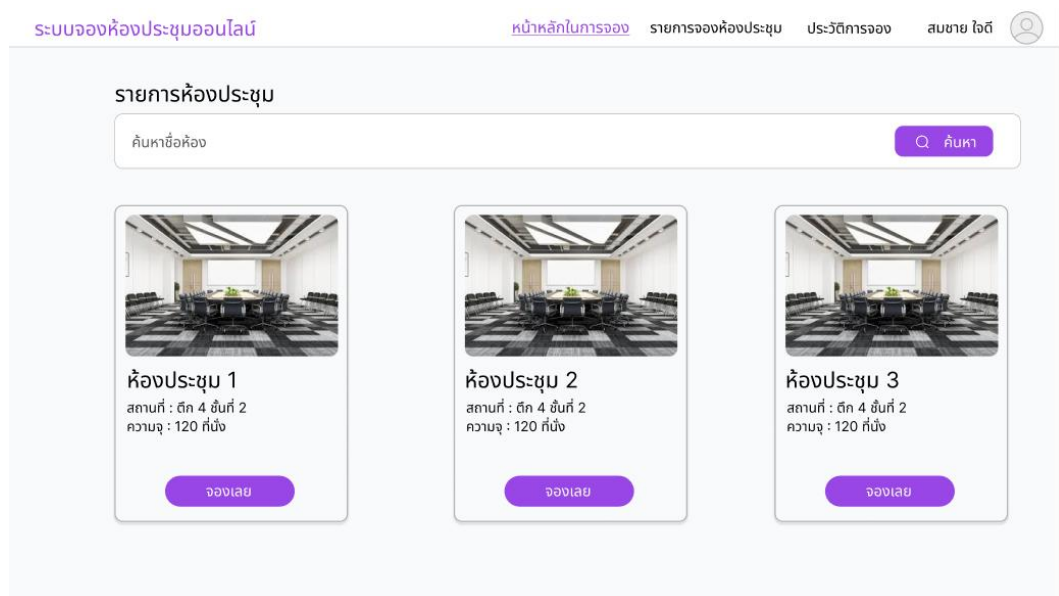 ระบบจองห้องประชุมออนไลน์
หน้าหลักในการจอง รายการจองห้องประชุม ประวัติการจอง สมชาย ใจดี
รายการห้องประชุม
ค้นหาชื่อห้อง ค้นหา
ห้องประชุม 1
สถานที่ : ตึก 4 ชั้นที่ 2
ความจุ : 120 ที่นั่ง
จองเลย
ห้องประชุม 2
สถานที่ : ตึก 4 ชั้นที่ 2
ความจุ : 120 ที่นั่ง
จองเลย
ห้องประชุม 3
สถานที่ : ตึก 4 ชั้นที่ 2
ความจุ : 120 ที่นั่ง
จองเลย